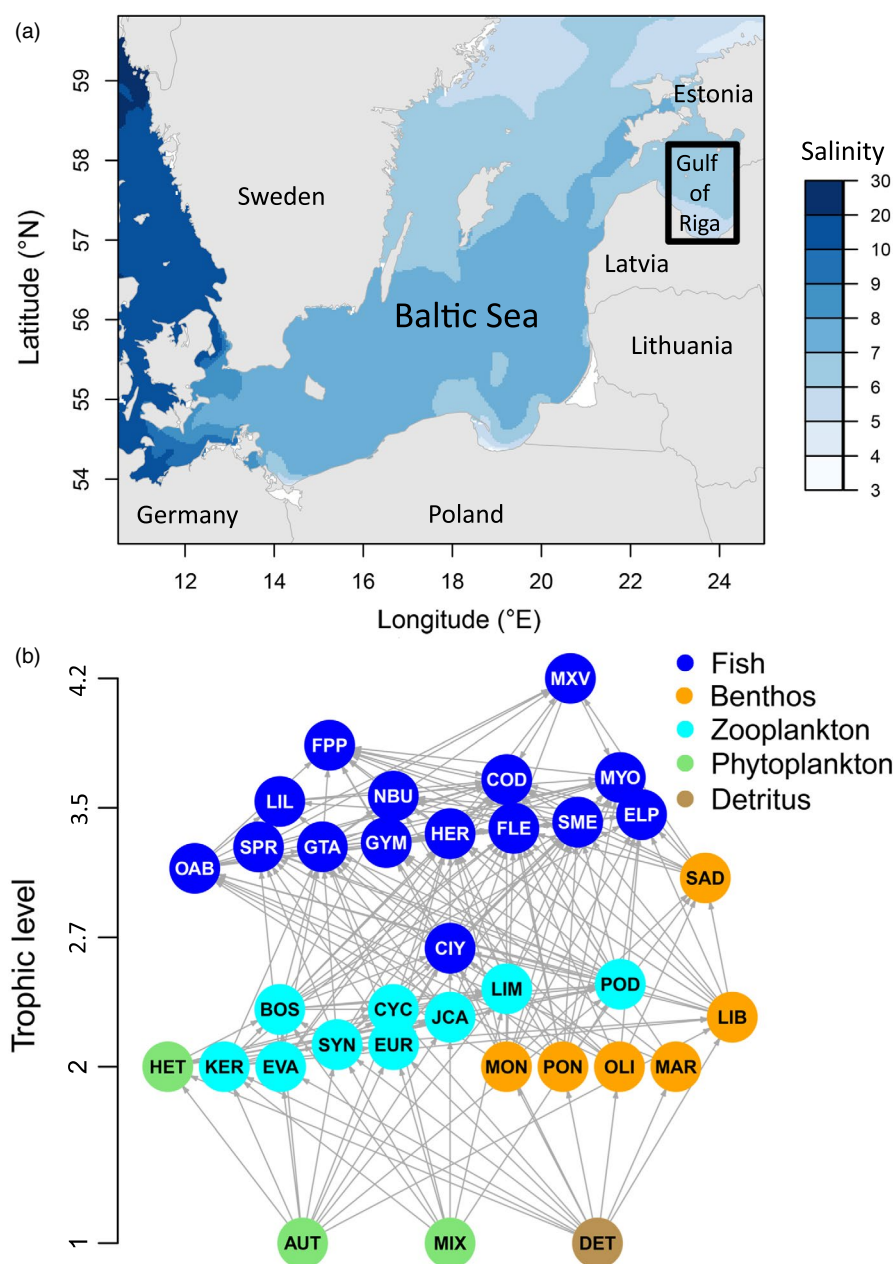 (a)
59
58
57
56
55
54
Latitude (°N)
Sweden
Estonia
Gulf
of
Riga
Latvia
Baltic Sea
Lithuania
Germany
Poland
12
14
16
18
20
22
24
Longitude (°E)
Salinity
30
20
10
9
8
7
6
5
4
3
(b)
4.2
3.5
2.7
2
1
Trophic level
Fish
Benthos
Zooplankton
Phytoplankton
Detritus
MXV
FPP
COD
MYO
LIL
NBU
ELP
SPR
GTA
GYM
HER
FLE
SME
OAB
SAD
CIY
LIM
POD
BOS
CYC
JCA
LIB
SYN
EUR
HET
KER
EVA
MON
PON
OLI
MAR
AUT
MIX
DET